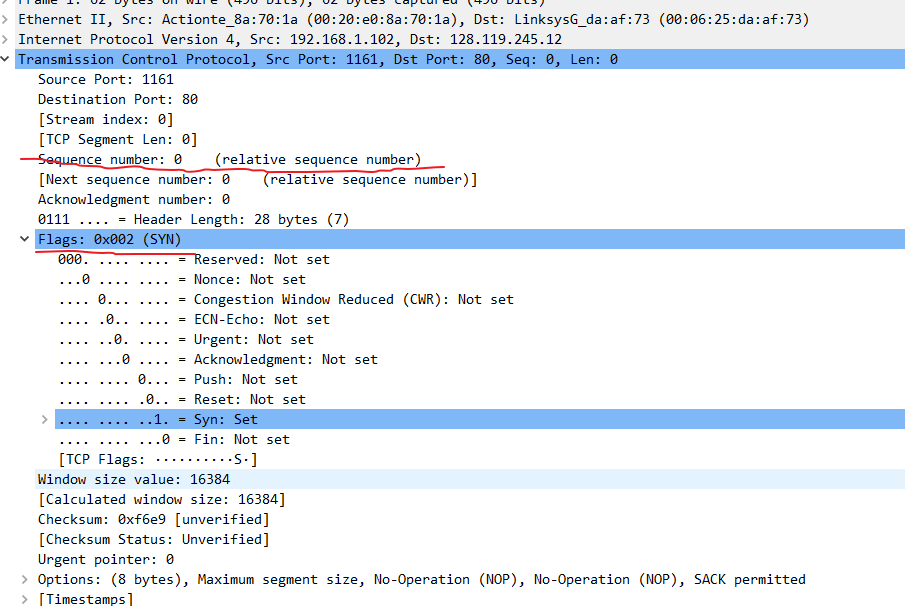 Frame 1: 62 bytes on wire (496 bits), 62 bytes captured (496 bits)
Ethernet II, Src: Actionte_8a:70:1a (00:20:e0:8a:70:1a), Dst: LinksysG_da:af:73 (00:06:25:da:af:73)
Internet Protocol Version 4, Src: 192.168.1.102, Dst: 128.119.245.12
Transmission Control Protocol, Src Port: 1161, Dst Port: 80, Seq: 0, Len: 0
Source Port: 1161
Destination Port: 80
[Stream index: 0]
[TCP Segment Len: 0]
Sequence number: 0    (relative sequence number)
[Next sequence number: 0    (relative sequence number)]
Acknowledgment number: 0
0111 .... = Header Length: 28 bytes (7)
Flags: 0x002 (SYN)
000. .... .... = Reserved: Not set
...0 .... .... = Nonce: Not set
.... 0... .... = Congestion Window Reduced (CWR): Not set
.... .0.. .... = ECN-Echo: Not set
.... ..0. .... = Urgent: Not set
.... ...0 .... = Acknowledgment: Not set
.... .... 0... = Push: Not set
.... .... .0.. = Reset: Not set
.... .... ..1. = Syn: Set
.... .... ...0 = Fin: Not set
[TCP Flags: ··········S·]
Window size value: 16384
[Calculated window size: 16384]
Checksum: 0xf6e9 [unverified]
[Checksum Status: Unverified]
Urgent pointer: 0
Options: (8 bytes), Maximum segment size, No-Operation (NOP), No-Operation (NOP), SACK permitted
[Timestamps]